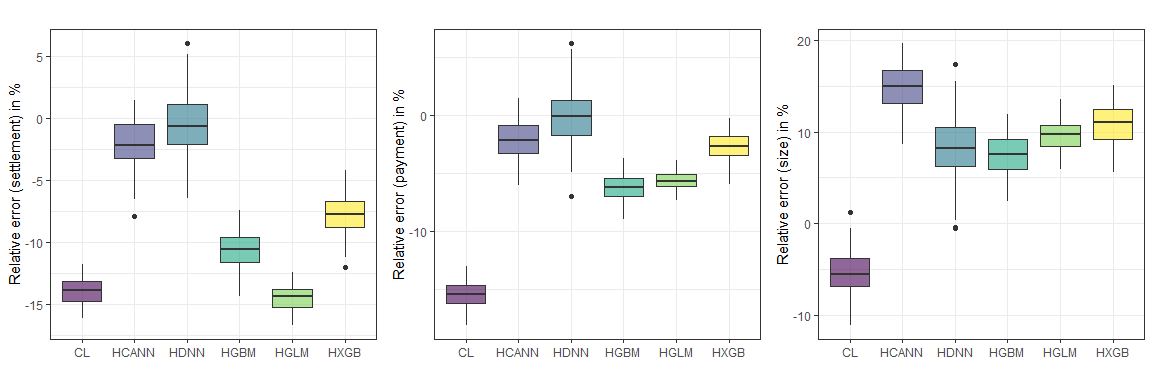 Relative error (settlement) in %
5
0
-5
-10
-15
CL HCANN HDNN HGBM HGLM HXGB
Relative error (payment) in %
0
-10
CL HCANN HDNN HGBM HGLM HXGB
Relative error (size) in %
20
10
0
-10
CL HCANN HDNN HGBM HGLM HXGB